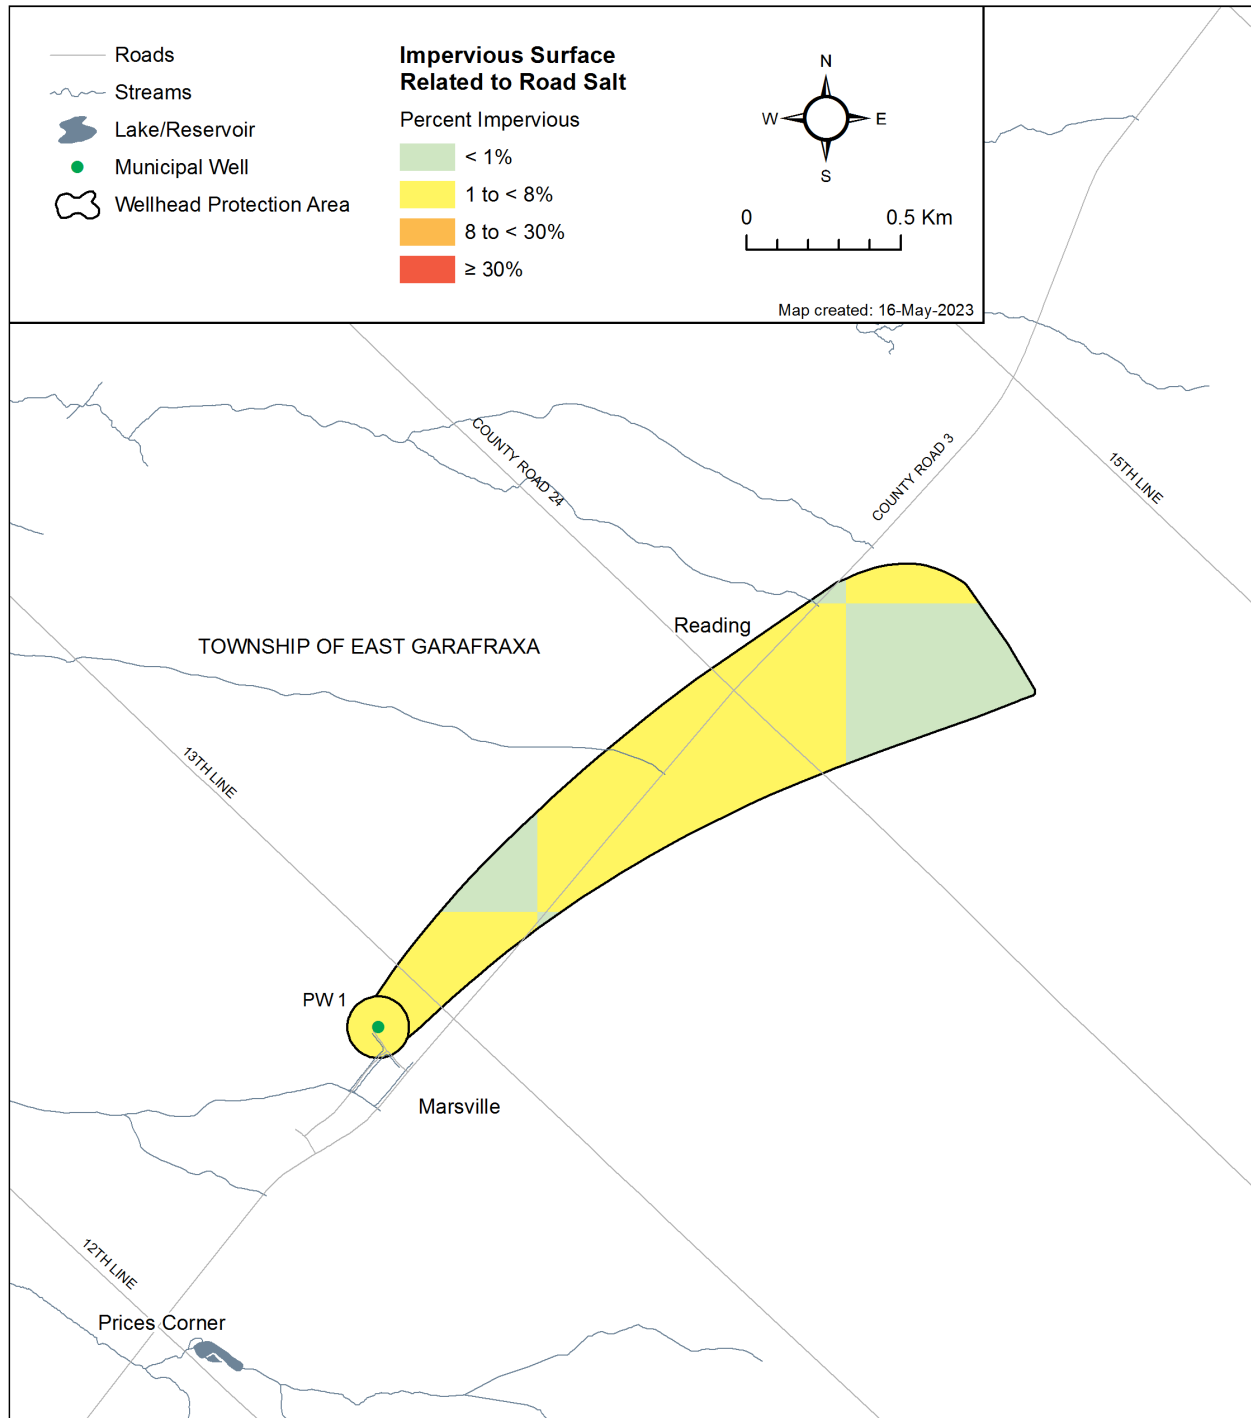 Roads
Streams
Lake/Reservoir
Municipal Well
Wellhead Protection Area
Impervious Surface
Related to Road Salt
Percent Impervious
< 1%
1 to < 8%
8 to < 30%
≥ 30%
N
W
E
S
0
0.5 Km
Map created: 16-May-2023
COUNTY ROAD 24
COUNTY ROAD 3
15TH LINE
Reading
TOWNSHIP OF EAST GARAFRAXA
13TH LINE
PW 1
Marsville
12TH LINE
Prices Corner